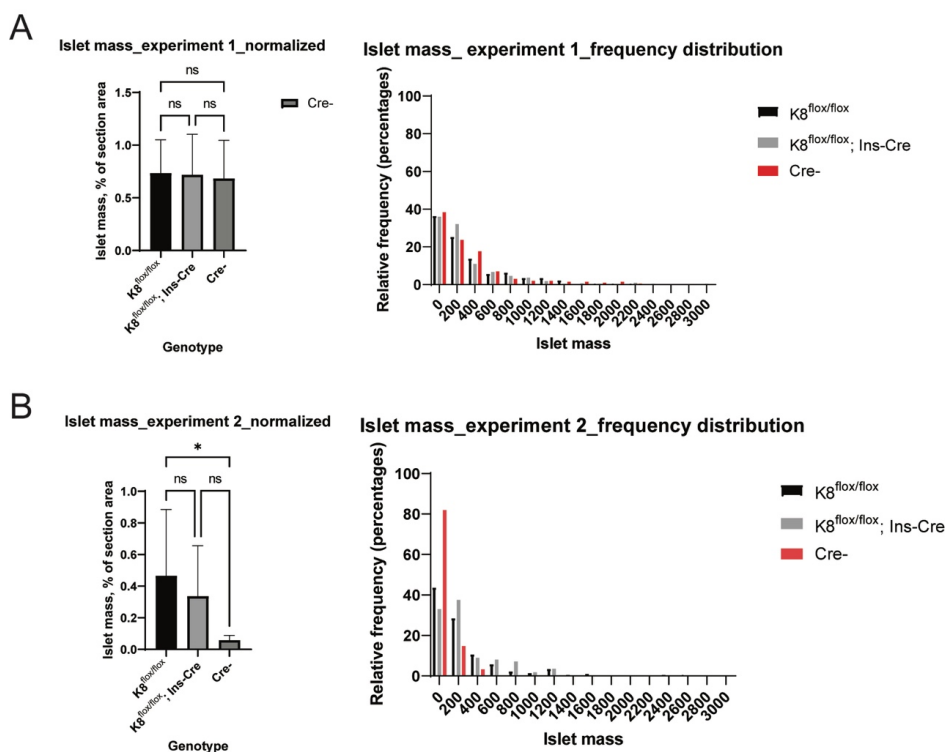 A
Islet mass_experiment 1_normalized
ns
ns
ns
Cre-
Islet mass, % of section area
1.5
1.0
0.5
0.0
K8flox/flox
K8flox/flox; Ins-Cre
Cre-
Genotype
Islet mass_ experiment 1_frequency distribution
Relative frequency (percentages)
100
80
60
40
20
0
0
200
400
600
800
1000
1200
1400
1600
1800
2000
2200
2400
2600
2800
3000
Islet mass
K8flox/flox
K8flox/flox; Ins-Cre
Cre-
B
Islet mass_experiment 2_normalized
*
ns
ns
Islet mass, % of section area
1.0
0.8
0.6
0.4
0.2
0.0
K8flox/flox
K8flox/flox; Ins-Cre
Cre-
Genotype
Islet mass_experiment 2_frequency distribution
Relative frequency (percentages)
100
80
60
40
20
0
0
200
400
600
800
1000
1200
1400
1600
1800
2000
2200
2400
2600
2800
3000
Islet mass
K8flox/flox
K8flox/flox; Ins-Cre
Cre-